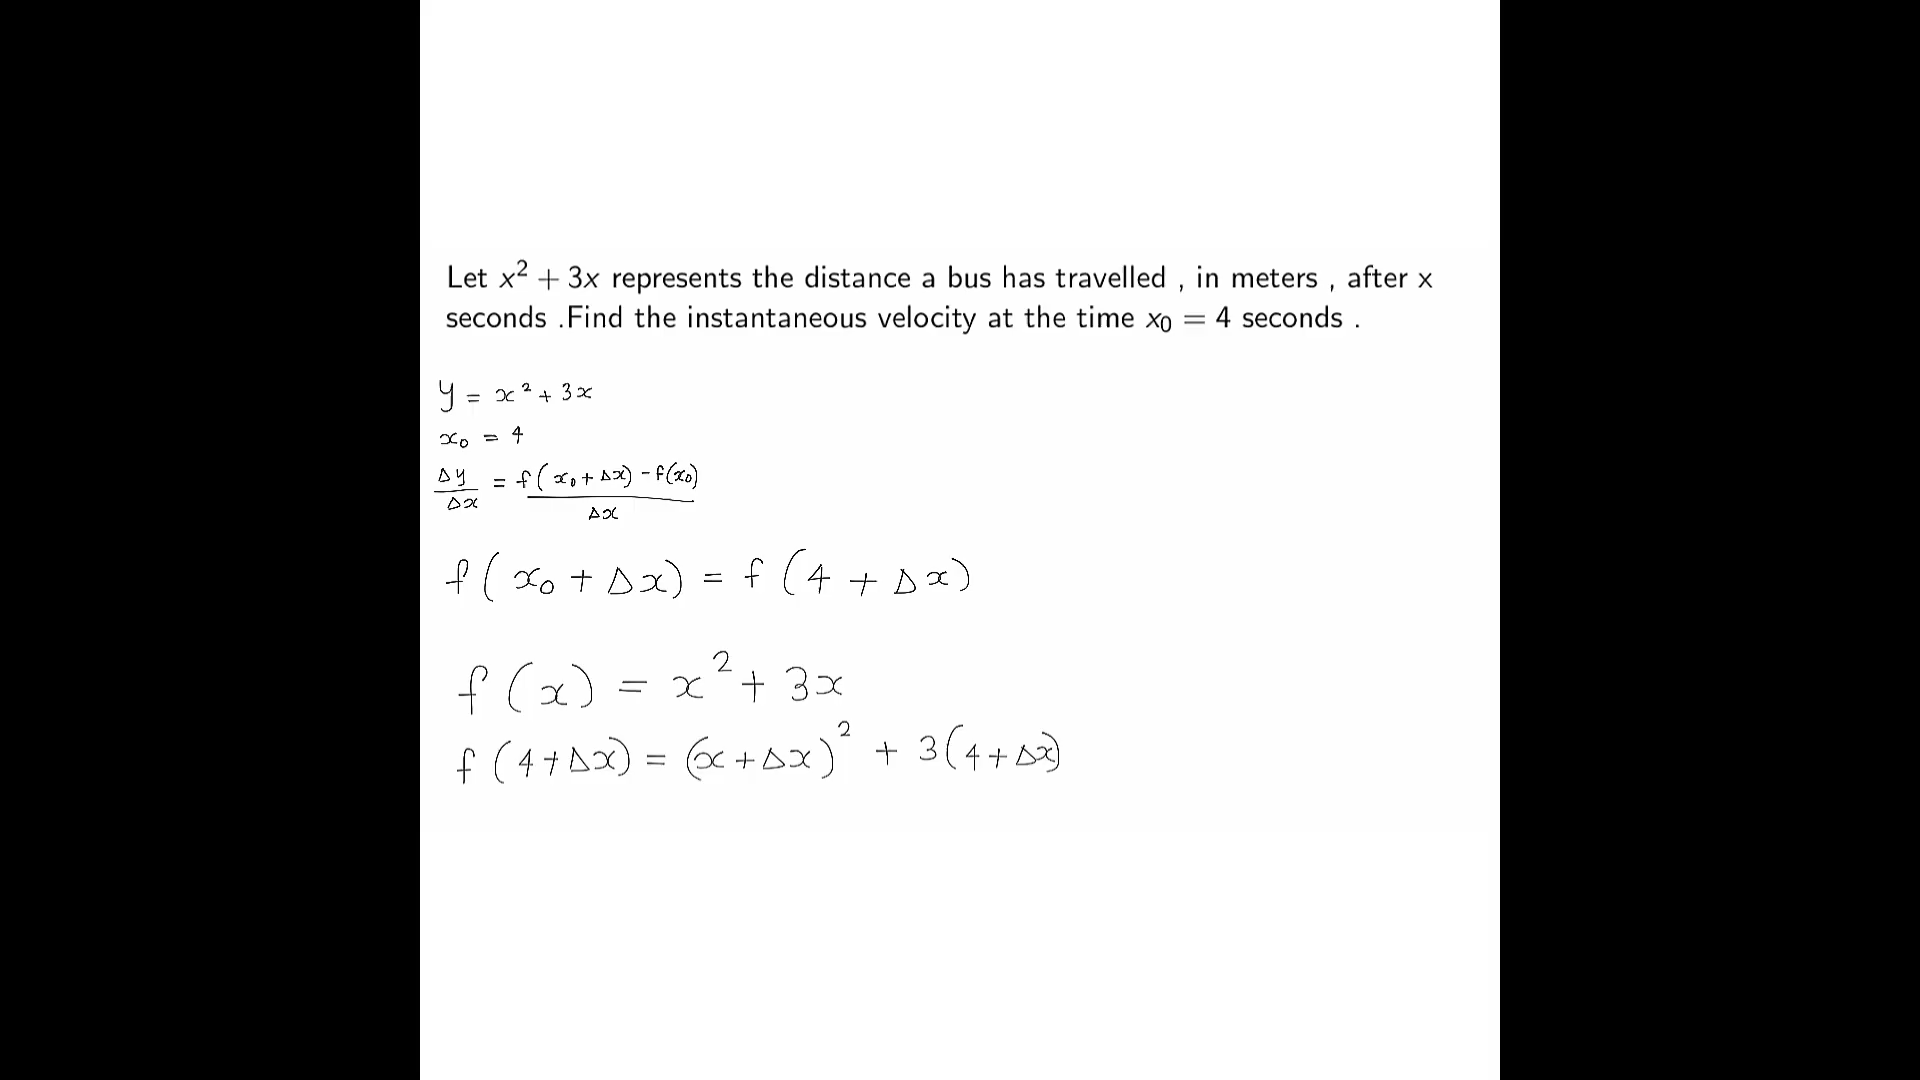 Let x² + 3x represents the distance a bus has travelled , in meters , after x
seconds .Find the instantaneous velocity at the time x₀ = 4 seconds .
y = x² + 3x
x₀ = 4
Δy/Δx = f(x₀ + Δx) - f(x₀)/Δx
f(x₀ + Δx) = f(4 + Δx)
f(x) = x² + 3x
f(4+Δx) = (x+Δx)² + 3(4+Δx)